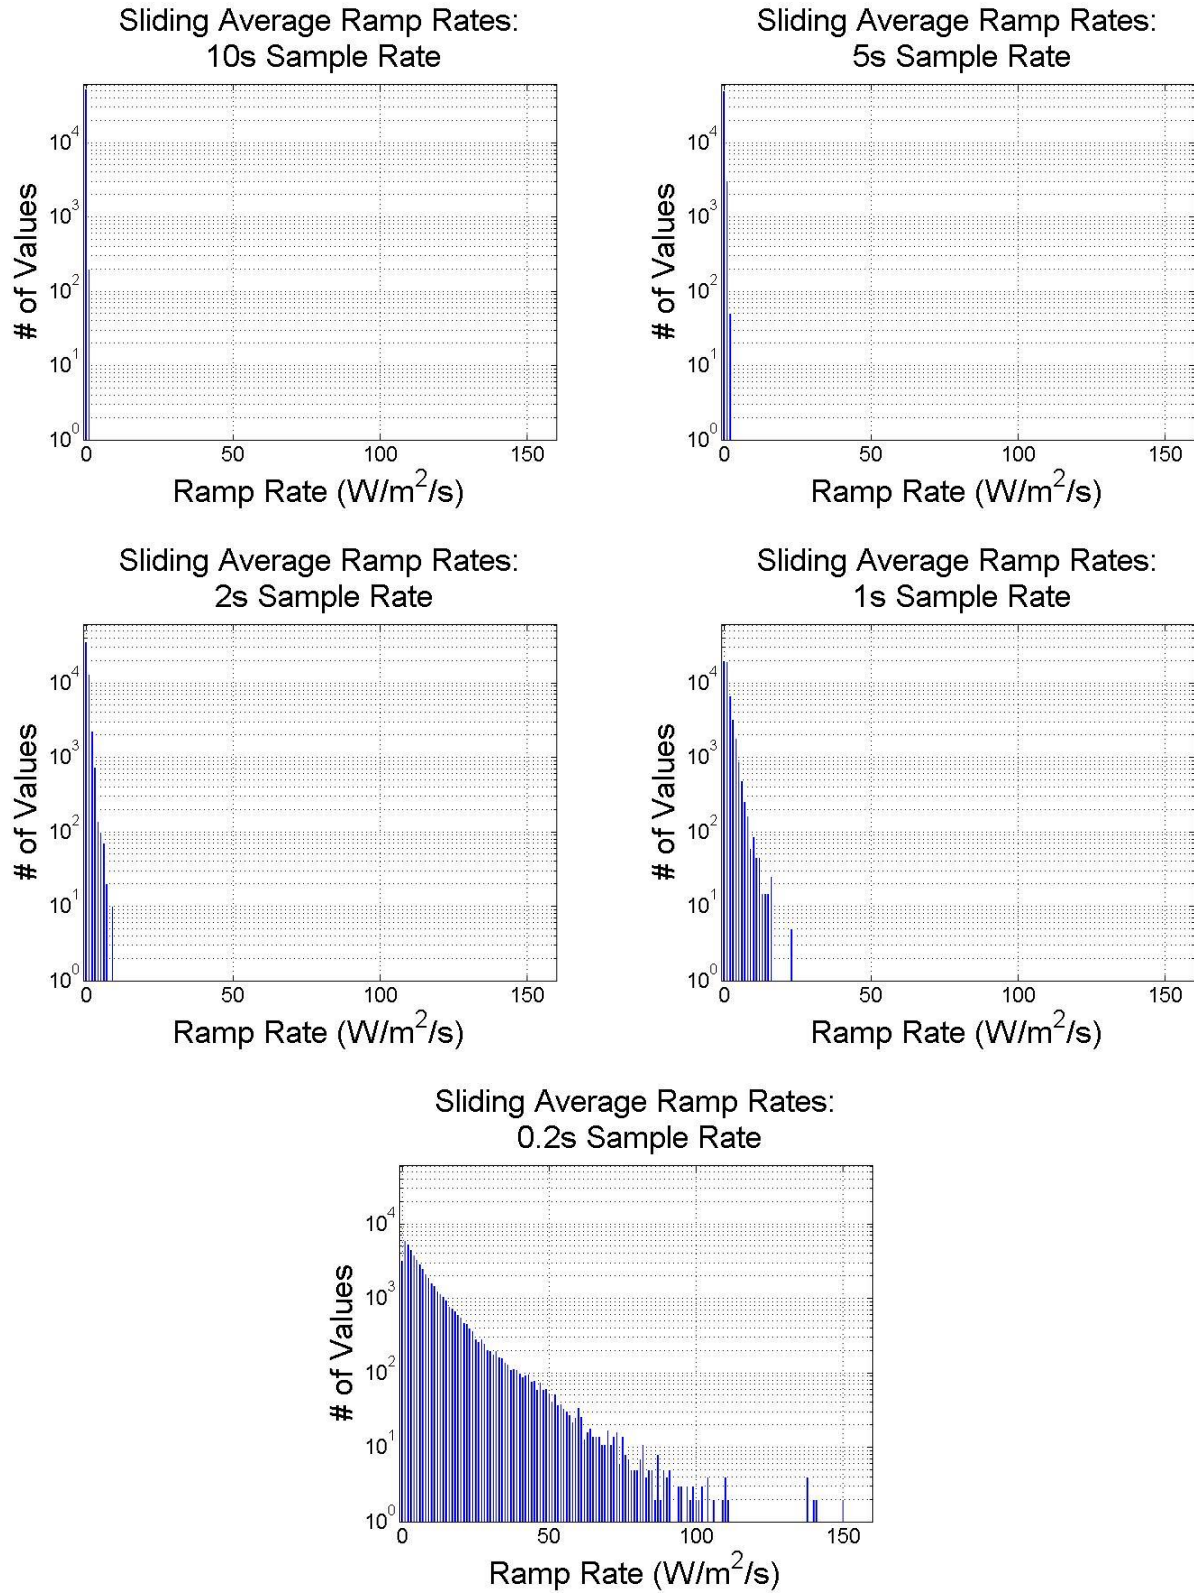 Sliding Average Ramp Rates:
10s Sample Rate
# of Values
10^4
10^3
10^2
10^1
10^0
0 50 100 150
Ramp Rate (W/m^2/s)
Sliding Average Ramp Rates:
5s Sample Rate
# of Values
10^4
10^3
10^2
10^1
10^0
0 50 100 150
Ramp Rate (W/m^2/s)
Sliding Average Ramp Rates:
2s Sample Rate
# of Values
10^4
10^3
10^2
10^1
10^0
0 50 100 150
Ramp Rate (W/m^2/s)
Sliding Average Ramp Rates:
1s Sample Rate
# of Values
10^4
10^3
10^2
10^1
10^0
0 50 100 150
Ramp Rate (W/m^2/s)
Sliding Average Ramp Rates:
0.2s Sample Rate
# of Values
10^4
10^3
10^2
10^1
10^0
0 50 100 150
Ramp Rate (W/m^2/s)